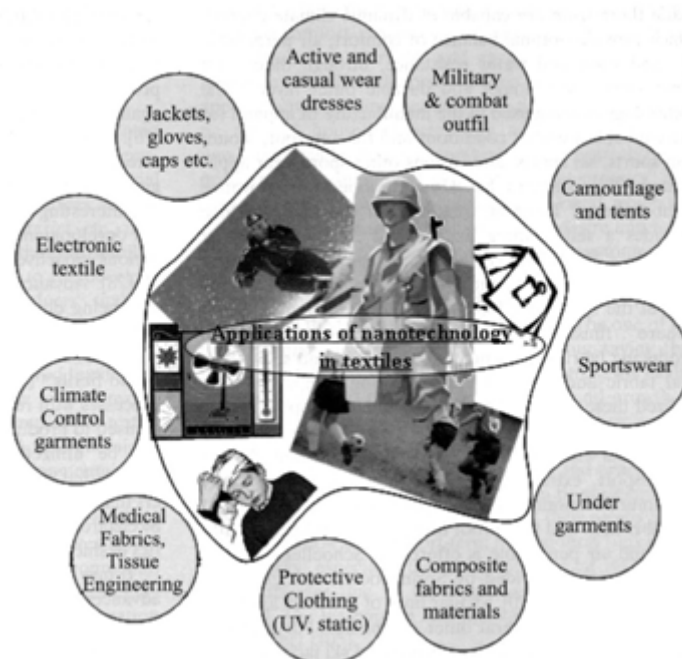 Active and
casual wear
dresses
Military
& combat
outfil
Camouflage
and tents
Sportswear
Under
garments
Composite
fabrics and
materials
Protective
Clothing
(UV, static)
Medical
Fabrics,
Tissue
Engineering
Climate
Control
garments
Electronic
textile
Jackets,
gloves,
caps etc.
Applications of nanotechnology
in textiles